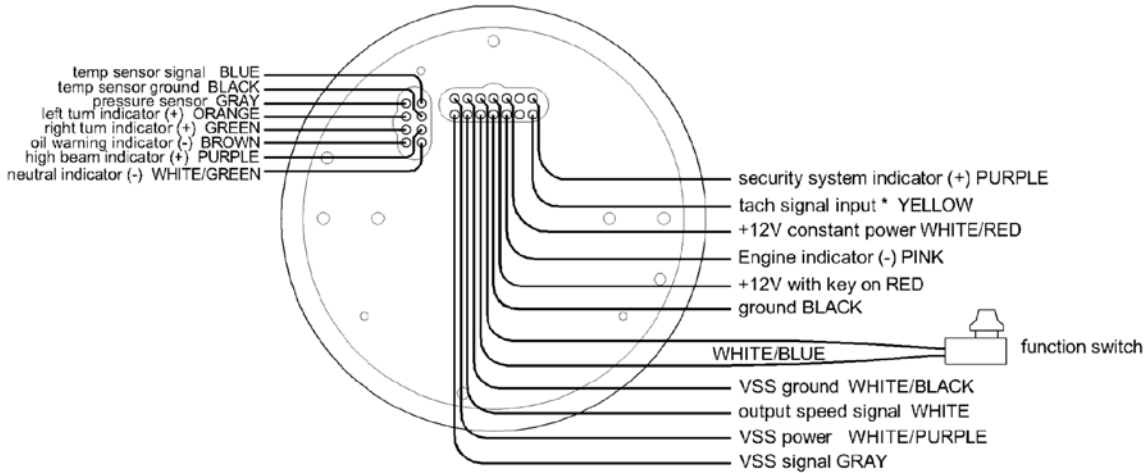 temp sensor signal BLUE
temp sensor ground BLACK
pressure sensor GRAY
left turn indicator (+) ORANGE
right turn indicator (+) GREEN
oil warning indicator (-) BROWN
high beam indicator (+) PURPLE
neutral indicator (-) WHITE/GREEN
security system indicator (+) PURPLE
tach signal input * YELLOW
+12V constant power WHITE/RED
Engine indicator (-) PINK
+12V with key on RED
ground BLACK
WHITE/BLUE
function switch
VSS ground WHITE/BLACK
output speed signal WHITE
VSS power WHITE/PURPLE
VSS signal GRAY